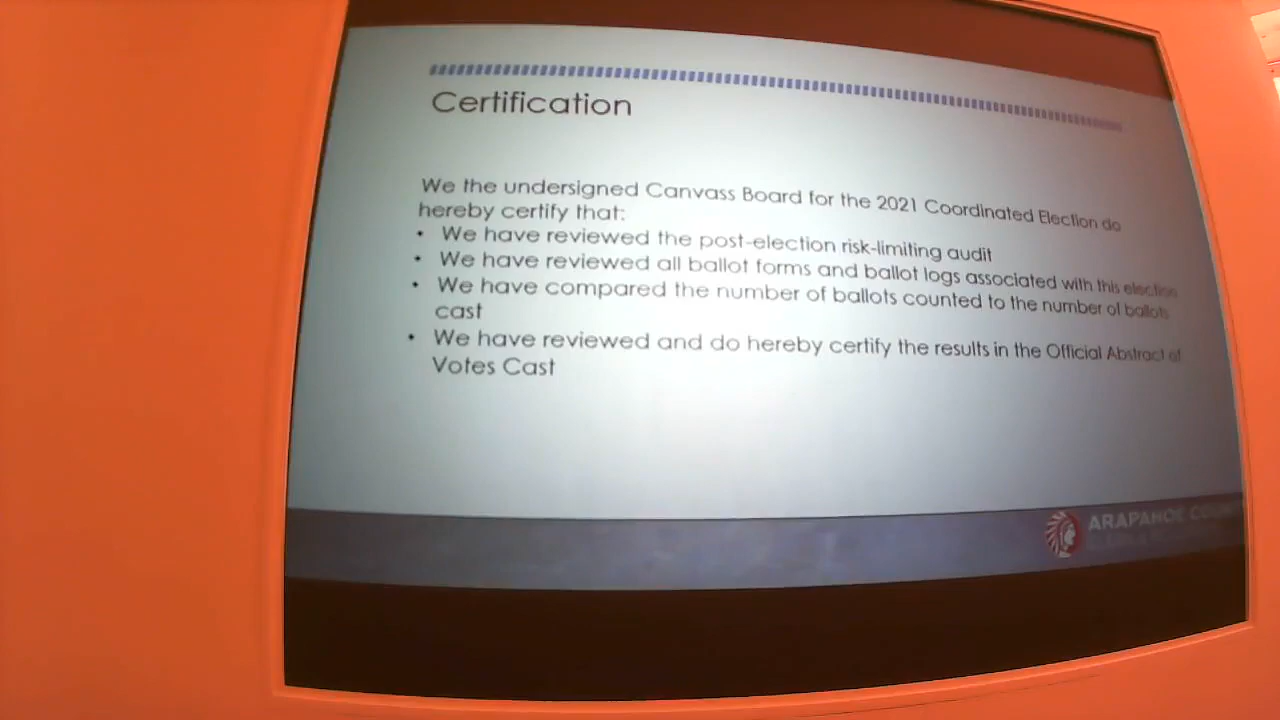 Certification
We the undersigned Canvass Board for the 2021 Coordinated Election do
hereby certify that:
• We have reviewed the post-election risk-limiting audit
• We have reviewed all ballot forms and ballot logs associated with this election
• We have compared the number of ballots counted to the number of ballots
cast
• We have reviewed and do hereby certify the results in the Official Abstract of
Votes Cast
ARAPAHOE